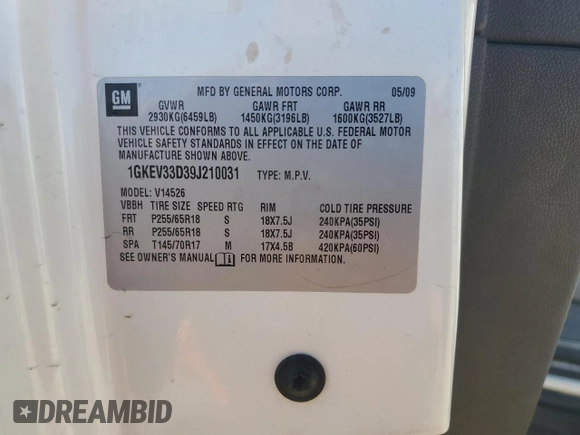 GM
MFD BY GENERAL MOTORS CORP. 05/09
GVWR GAWR FRT GAWR RR
2930KG(6459LB) 1450KG(3196LB) 1600KG(3527LB)
THIS VEHICLE CONFORMS TO ALL APPLICABLE U.S. FEDERAL MOTOR
VEHICLE SAFETY STANDARDS IN EFFECT ON THE DATE OF
MANUFACTURE SHOWN ABOVE.
1GKEV33D39J210031 TYPE: M.P.V.
MODEL: V14526
VBBH TIRE SIZE SPEED RTG RIM COLD TIRE PRESSURE
FRT P255/65R18 S 18X7.5J 240KPA(35PSI)
RR P255/65R18 S 18X7.5J 240KPA(35PSI)
SPA T145/70R17 M 17X4.5B 420KPA(60PSI)
SEE OWNER'S MANUAL FOR MORE INFORMATION.
DREAMBID